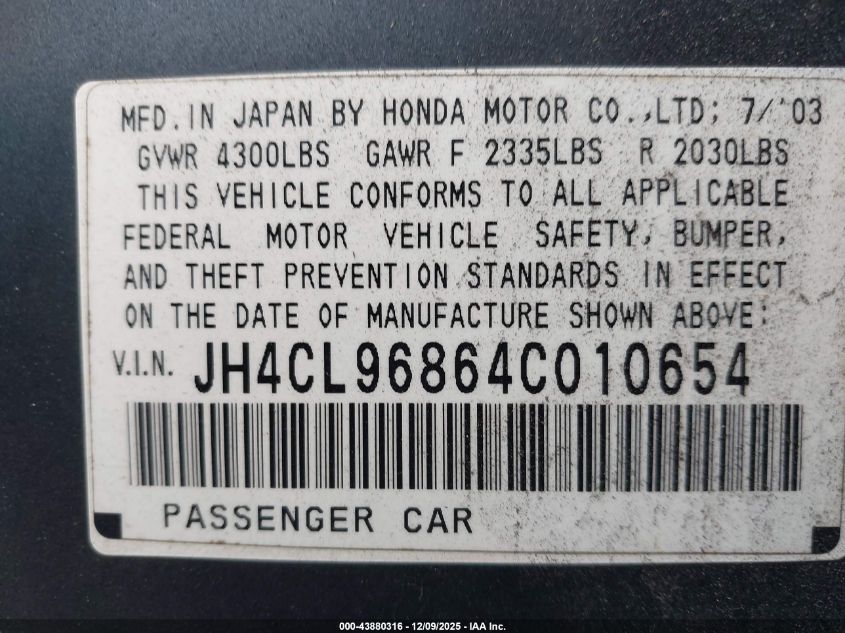 MFD. IN JAPAN BY HONDA MOTOR CO.,LTD; 7/'03
GVWR 4300LBS GAWR F 2335LBS R 2030LBS
THIS VEHICLE CONFORMS TO ALL APPLICABLE
FEDERAL MOTOR VEHICLE SAFETY, BUMPER,
AND THEFT PREVENTION STANDARDS IN EFFECT
ON THE DATE OF MANUFACTURE SHOWN ABOVE:
V.I.N. JH4CL96864C010654
PASSENGER CAR
000-43880316 - 12/09/2025 - IAA Inc.